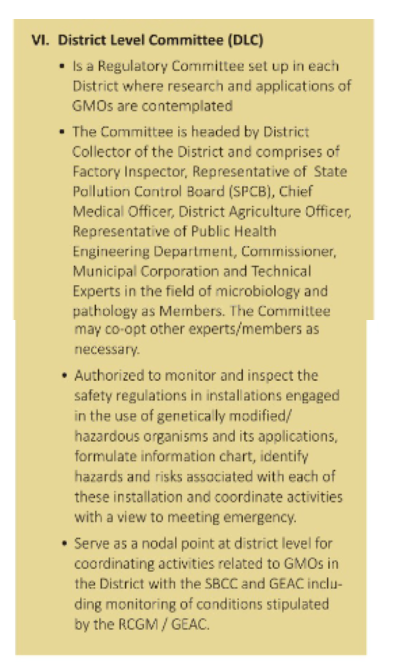 VI. District Level Committee (DLC)
• Is a Regulatory Committee set up in each
District where research and applications of
GMOs are contemplated
• The Committee is headed by District
Collector of the District and comprises of
Factory Inspector, Representative of State
Pollution Control Board (SPCB), Chief
Medical Officer, District Agriculture Officer,
Representative of Public Health
Engineering Department, Commissioner,
Municipal Corporation and Technical
Experts in the field of microbiology and
pathology as Members. The Committee
may co-opt other experts/members as
necessary.
• Authorized to monitor and inspect the
safety regulations in installations engaged
in the use of genetically modified/
hazardous organisms and its applications,
formulate information chart, identify
hazards and risks associated with each of
these installation and coordinate activities
with a view to meeting emergency.
• Serve as a nodal point at district level for
coordinating activities related to GMOs in
the District with the SBCC and GEAC inclu-
ding monitoring of conditions stipulated
by the RCGM / GEAC.